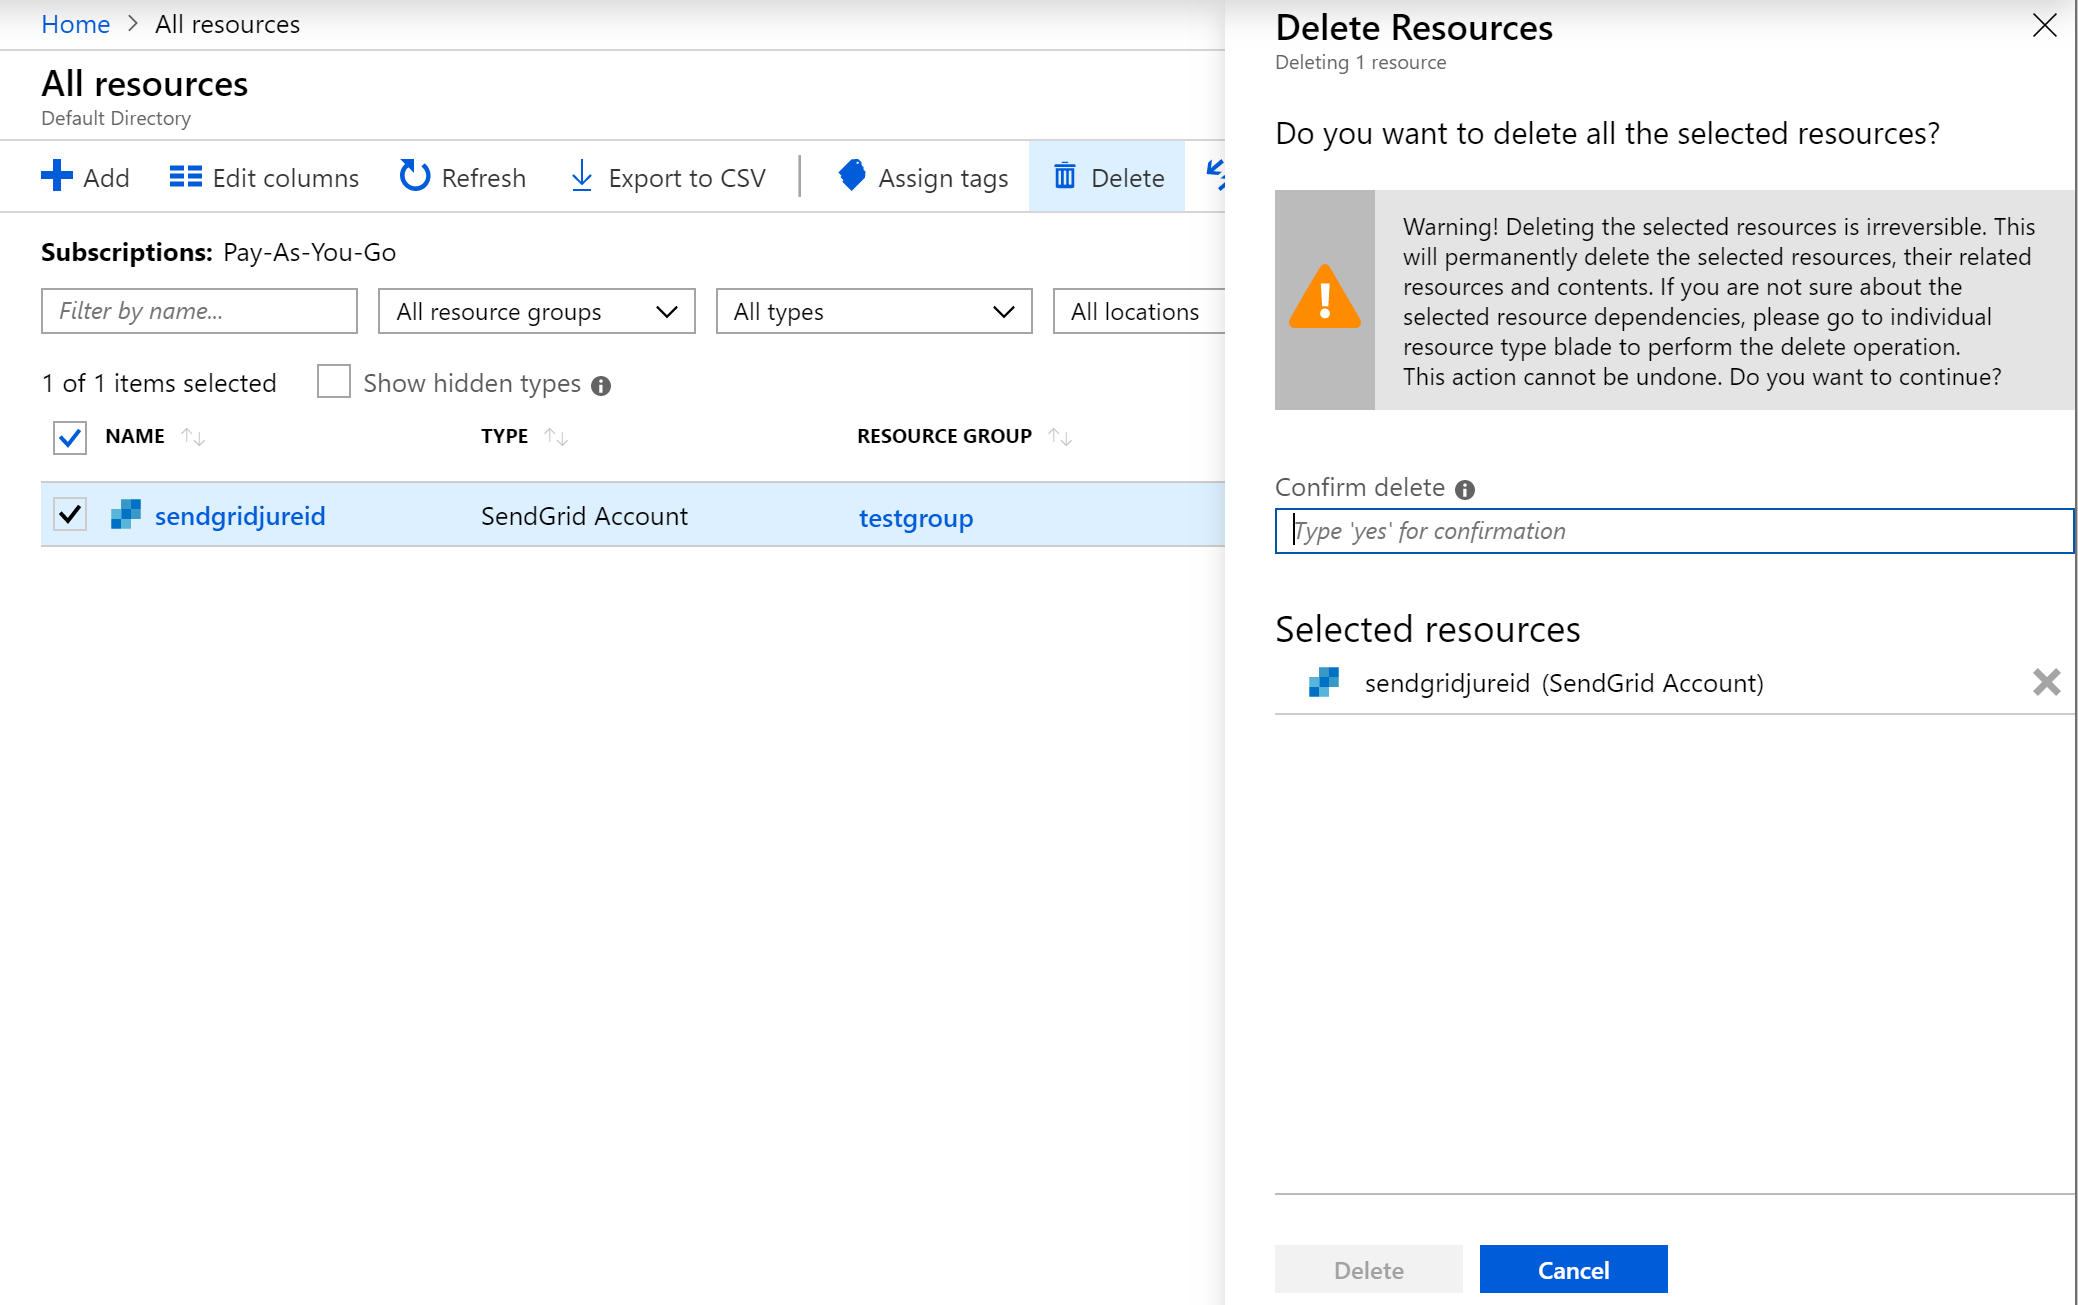 Home > All resources
All resources
Default Directory
Add Edit columns Refresh Export to CSV Assign tags Delete
Subscriptions: Pay-As-You-Go
Filter by name... All resource groups All types All locations
1 of 1 items selected Show hidden types
NAME TYPE RESOURCE GROUP
sendgridjureid SendGrid Account testgroup
Delete Resources
Deleting 1 resource
Do you want to delete all the selected resources?
Warning! Deleting the selected resources is irreversible. This
will permanently delete the selected resources, their related
resources and contents. If you are not sure about the
selected resource dependencies, please go to individual
resource type blade to perform the delete operation.
This action cannot be undone. Do you want to continue?
Confirm delete
Type 'yes' for confirmation
Selected resources
sendgridjureid (SendGrid Account)
Delete Cancel